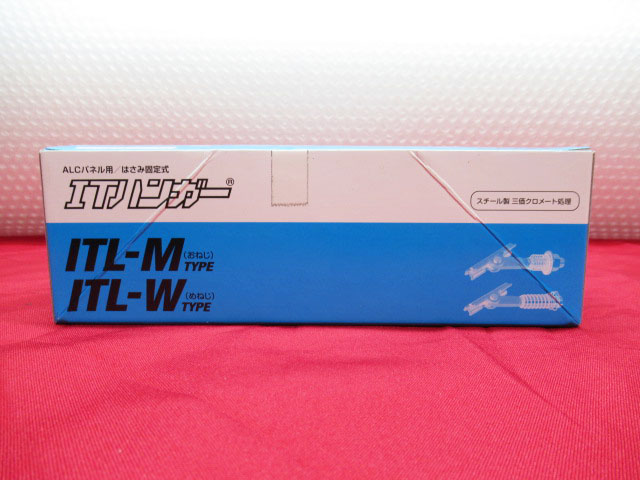 ALCパネル用/はさみ固定式
ITハンガー®
スチール製 三価クロメート処理
ITL-M(おねじ)TYPE
ITL-W(めねじ)TYPE